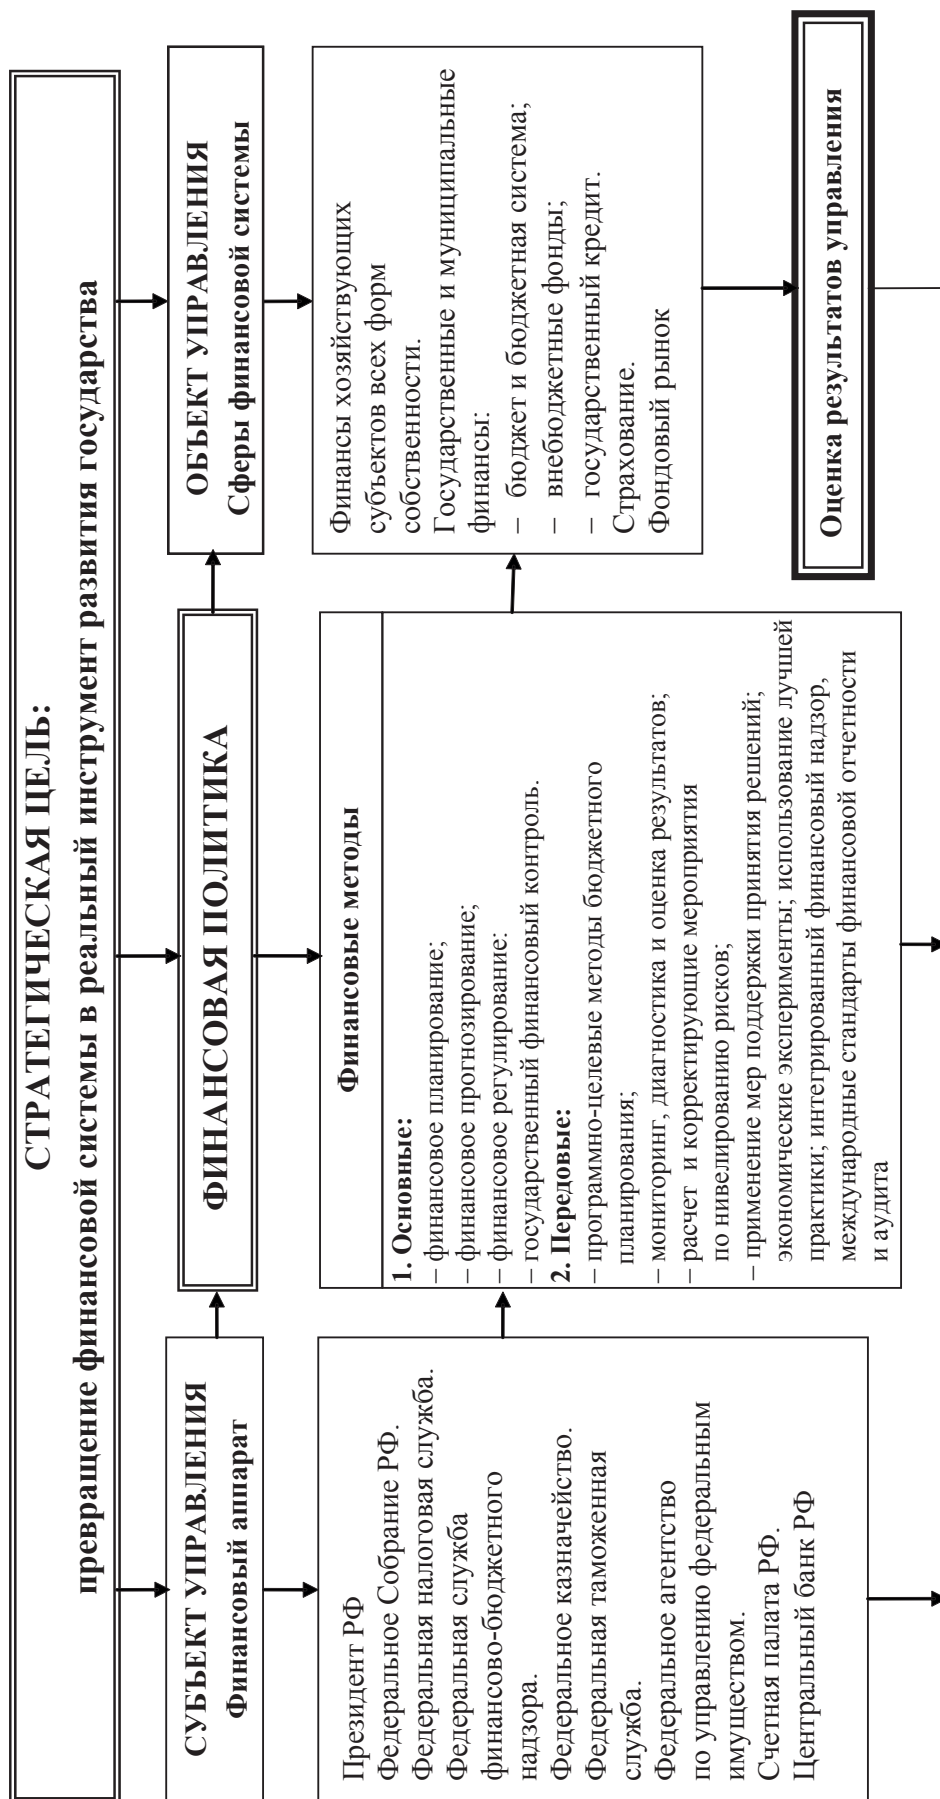 СТРАТЕГИЧЕСКАЯ ЦЕЛЬ:
превращение финансовой системы в реальный инструмент развития государства
СУБЪЕКТ УПРАВЛЕНИЯ
Финансовый аппарат
ФИНАНСОВАЯ ПОЛИТИКА
ОБЪЕКТ УПРАВЛЕНИЯ
Сферы финансовой системы
Президент РФ
Федеральное Собрание РФ.
Федеральная налоговая служба.
Федеральная служба
финансово-бюджетного
надзора.
Федеральное казначейство.
Федеральная таможенная
служба.
Федеральное агентство
по управлению федеральным
имуществом.
Счетная палата РФ.
Центральный банк РФ
Финансовые методы
1. Основные:
– финансовое планирование;
– финансовое прогнозирование;
– финансовое регулирование:
– государственный финансовый контроль.
2. Передовые:
– программно-целевые методы бюджетного
планирования;
– мониторинг, диагностика и оценка результатов;
– расчет и корректирующие мероприятия
по нивелированию рисков;
– применение мер поддержки принятия решений;
экономические эксперименты; использование лучшей
практики; интегрированный финансовый надзор,
международные стандарты финансовой отчетности
и аудита
Финансы хозяйствующих
субъектов всех форм
собственности.
Государственные и муниципальные
финансы:
– бюджет и бюджетная система;
– внебюджетные фонды;
– государственный кредит.
Страхование.
Фондовый рынок
Оценка результатов управления